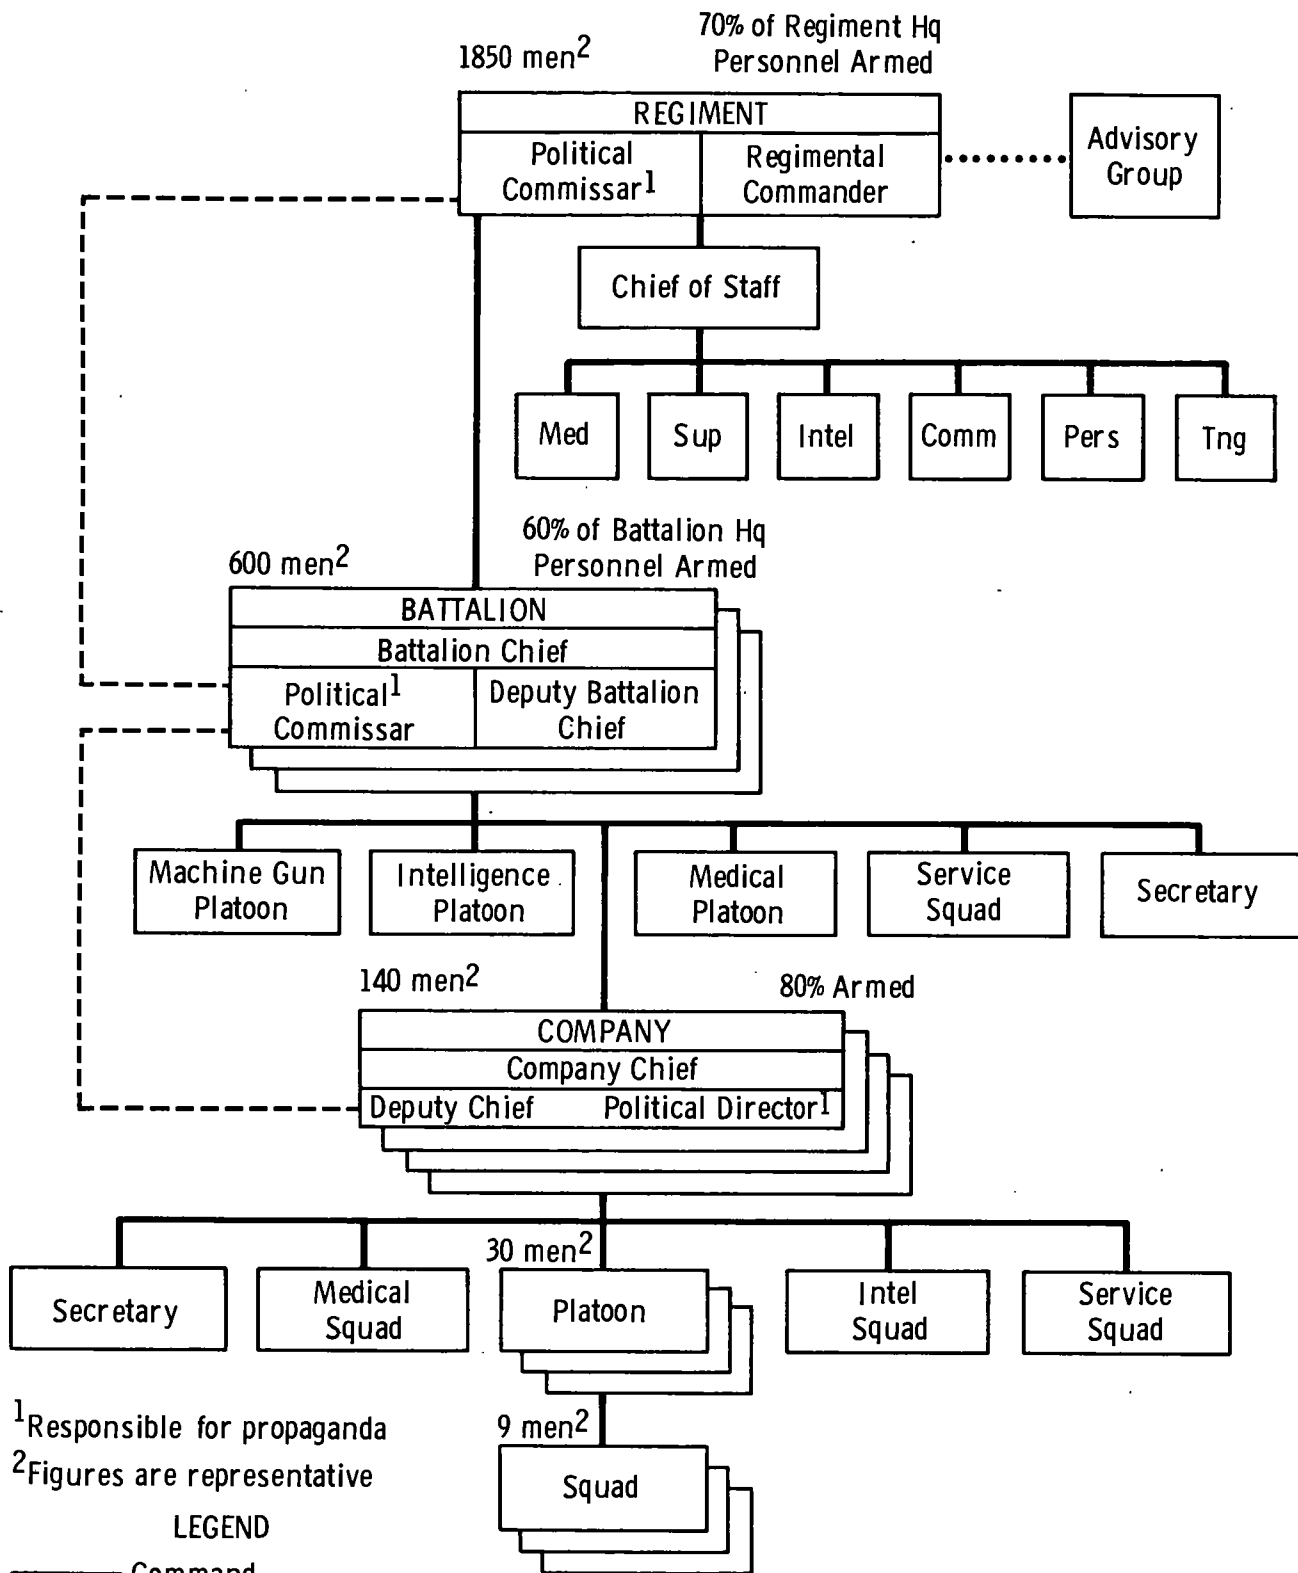 70% of Regiment Hq
Personnel Armed
1850 men²
REGIMENT
Political
Commissar¹
Regimental
Commander
Advisory
Group
Chief of Staff
Med
Sup
Intel
Comm
Pers
Tng
60% of Battalion Hq
Personnel Armed
600 men²
BATTALION
Battalion Chief
Political¹
Commissar
Deputy Battalion
Chief
Machine Gun
Platoon
Intelligence
Platoon
Medical
Platoon
Service
Squad
Secretary
140 men²
80% Armed
COMPANY
Company Chief
Deputy Chief
Political Director¹
Secretary
Medical
Squad
30 men²
Platoon
Intel
Squad
Service
Squad
9 men²
Squad
¹Responsible for propaganda
²Figures are representative
LEGEND
Command